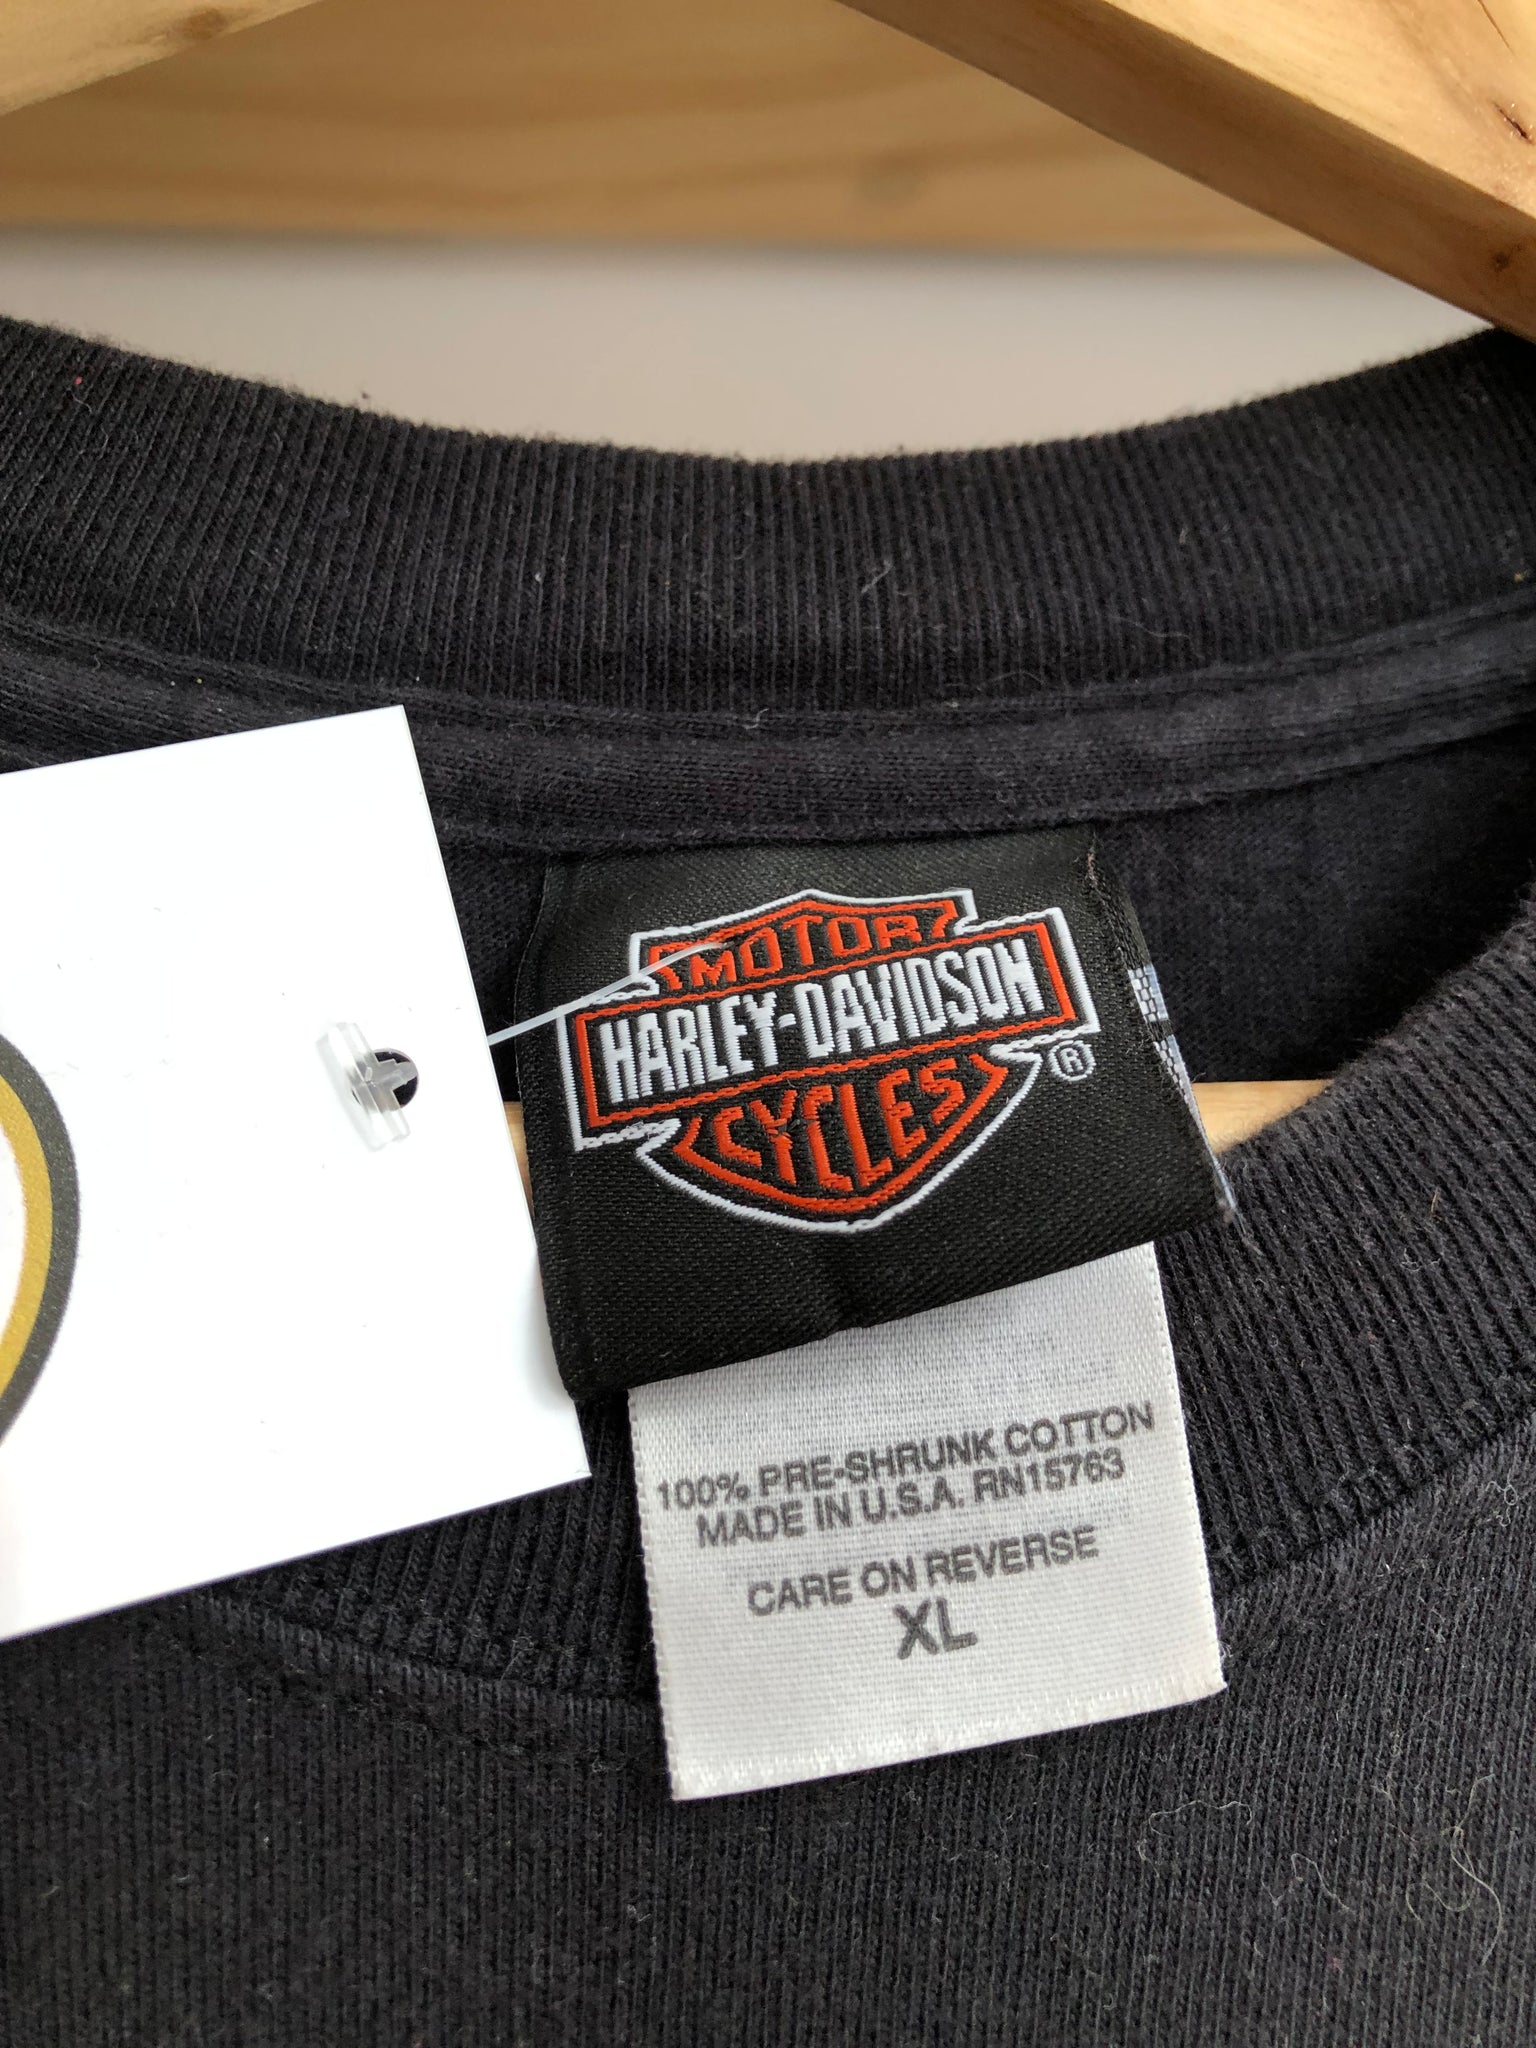 MOTOR
HARLEY-DAVIDSON
CYCLES
®
100% PRE-SHRUNK COTTON
MADE IN U.S.A. RN15763
CARE ON REVERSE
XL